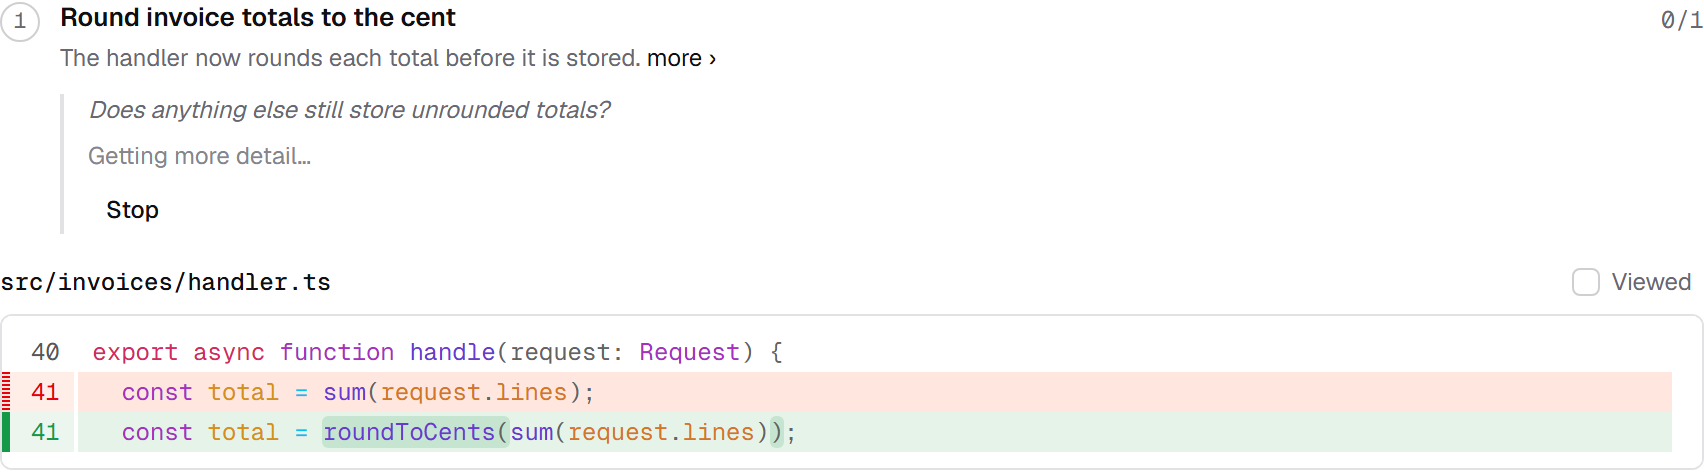 1 Round invoice totals to the cent 0/1
The handler now rounds each total before it is stored. more ›
Does anything else still store unrounded totals?
Getting more detail…
Stop
src/invoices/handler.ts Viewed
40 export async function handle(request: Request) {
41 const total = sum(request.lines);
41 const total = roundToCents(sum(request.lines));